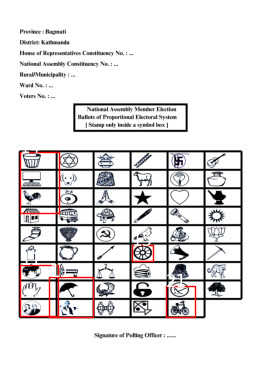 Province : Bagmati
District: Kathmandu
House of Representatives Constituency No. : ...
National Assembly Constituency No. : ...
Rural/Municipality : ...
Ward No. : ...
Voters No. : ...
National Assembly Member Election
Ballots of Proportional Electoral System
[ Stamp only inside a symbol box ]
Signature of Polling Officer : ......